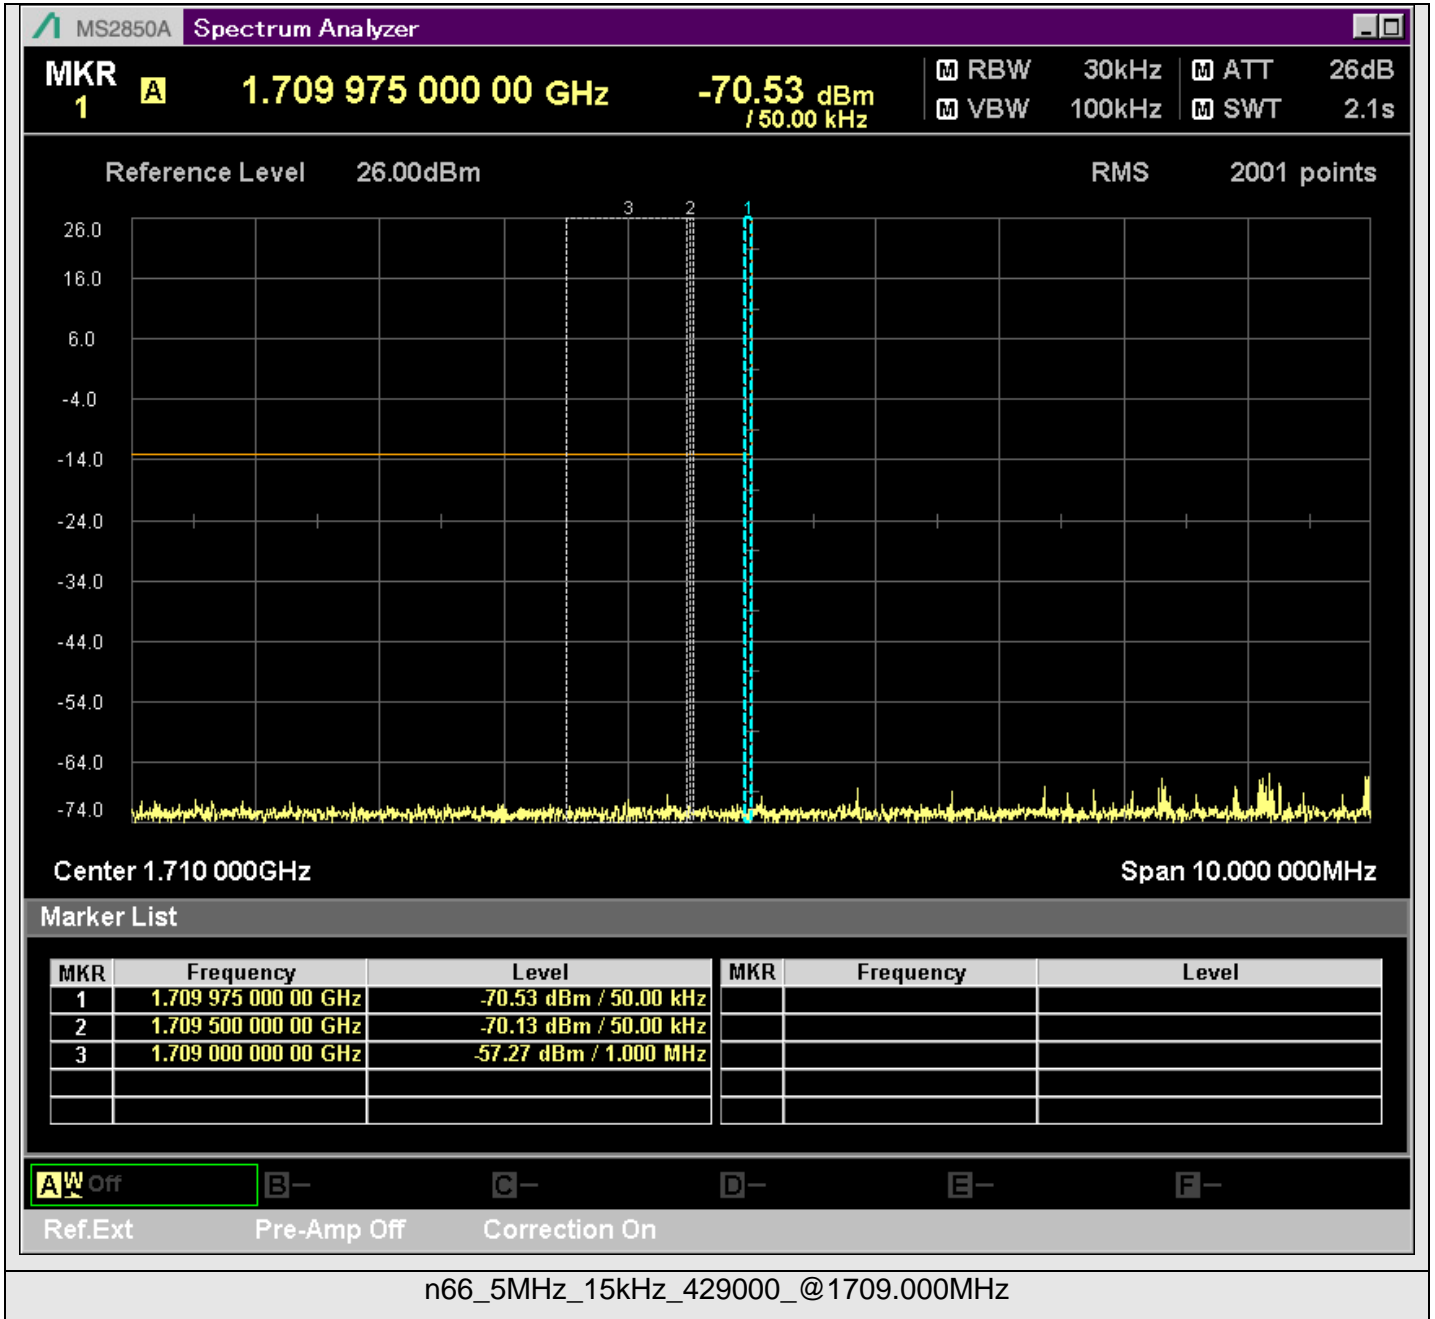 MS2850A Spectrum Analyzer
MKR 1 A 1.709 975 000 00 GHz -70.53 dBm / 50.00 kHz
M RBW 30kHz M ATT 26dB
M VBW 100kHz M SWT 2.1s
Reference Level 26.00dBm RMS 2001 points
3 2 1
26.0
16.0
6.0
-4.0
-14.0
-24.0
-34.0
-44.0
-54.0
-64.0
-74.0
Center 1.710 000GHz Span 10.000 000MHz
Marker List
MKR Frequency Level MKR Frequency Level
1 1.709 975 000 00 GHz -70.53 dBm / 50.00 kHz
2 1.709 500 000 00 GHz -70.13 dBm / 50.00 kHz
3 1.709 000 000 00 GHz -57.27 dBm / 1.000 MHz
A W Off B — C — D — E — F —
Ref.Ext Pre-Amp Off Correction On
n66_5MHz_15kHz_429000_@1709.000MHz